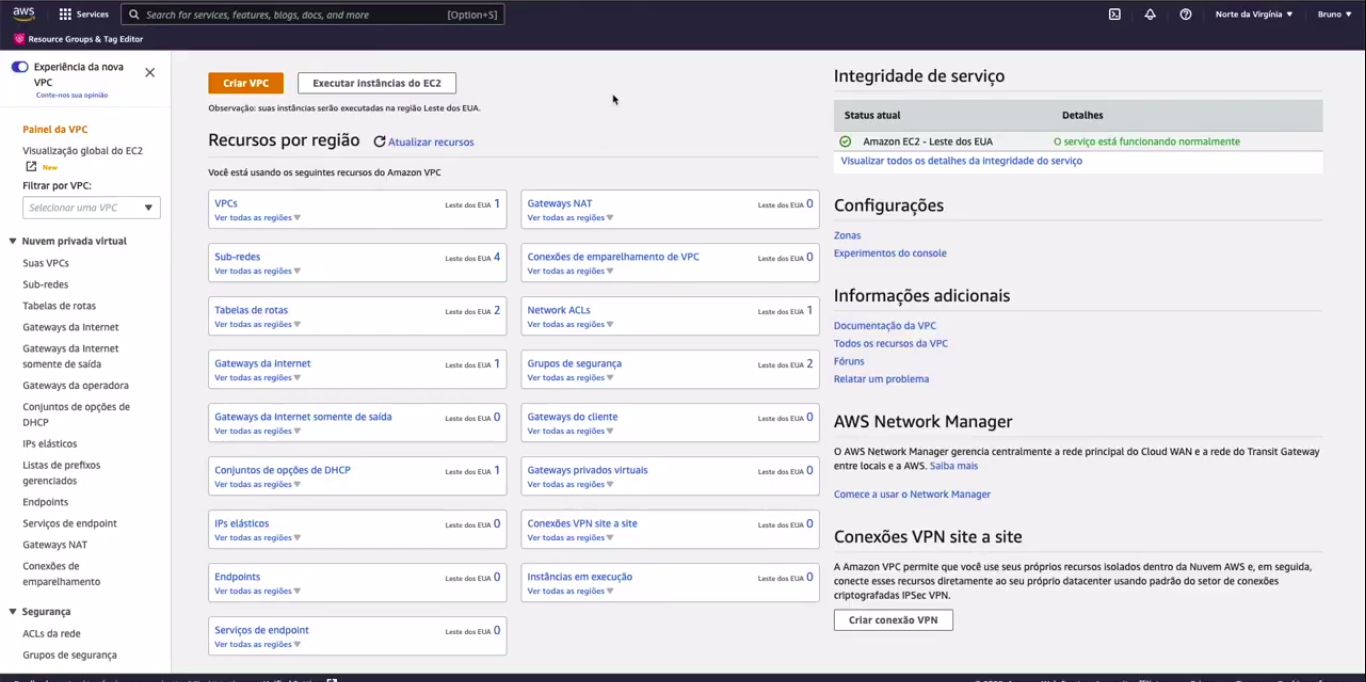 aws
Services
Search for services, features, blogs, docs, and more
[Option+S]
Norte da Virgínia
Bruno
Resource Groups & Tag Editor
Experiência da nova
VPC
Conte-nos sua opinião
Painel da VPC
Visualização global do EC2
New
Filtrar por VPC:
Selecionar uma VPC
Nuvem privada virtual
Suas VPCs
Sub-redes
Tabelas de rotas
Gateways da Internet
Gateways da Internet
somente de saída
Gateways da operadora
Conjuntos de opções de
DHCP
IPs elásticos
Listas de prefixos
gerenciados
Endpoints
Serviços de endpoint
Gateways NAT
Conexões de
emparelhamento
Segurança
ACLs da rede
Grupos de segurança
Criar VPC
Executar instâncias do EC2
Observação: suas instâncias serão executadas na região Leste dos EUA.
Recursos por região
Atualizar recursos
Você está usando os seguintes recursos do Amazon VPC
VPCs Leste dos EUA 1
Ver todas as regiões
Gateways NAT Leste dos EUA 0
Ver todas as regiões
Sub-redes Leste dos EUA 4
Ver todas as regiões
Conexões de emparelhamento de VPC Leste dos EUA 0
Ver todas as regiões
Tabelas de rotas Leste dos EUA 2
Ver todas as regiões
Network ACLs Leste dos EUA 1
Ver todas as regiões
Gateways da Internet Leste dos EUA 1
Ver todas as regiões
Grupos de segurança Leste dos EUA 2
Ver todas as regiões
Gateways da Internet somente de saída Leste dos EUA 0
Ver todas as regiões
Gateways do cliente Leste dos EUA 0
Ver todas as regiões
Conjuntos de opções de DHCP Leste dos EUA 1
Ver todas as regiões
Gateways privados virtuais Leste dos EUA 0
Ver todas as regiões
IPs elásticos Leste dos EUA 0
Ver todas as regiões
Conexões VPN site a site Leste dos EUA 0
Ver todas as regiões
Endpoints Leste dos EUA 0
Ver todas as regiões
Instâncias em execução Leste dos EUA 0
Ver todas as regiões
Serviços de endpoint Leste dos EUA 0
Ver todas as regiões
Integridade de serviço
Status atual Detalhes
Amazon EC2 - Leste dos EUA O serviço está funcionando normalmente
Visualizar todos os detalhes da integridade do serviço
Configurações
Zonas
Experimentos do console
Informações adicionais
Documentação da VPC
Todos os recursos da VPC
Fóruns
Relatar um problema
AWS Network Manager
O AWS Network Manager gerencia centralmente a rede principal do Cloud WAN e a rede do Transit Gateway
entre locais e a AWS. Saiba mais
Comece a usar o Network Manager
Conexões VPN site a site
A Amazon VPC permite que você use seus próprios recursos isolados dentro da Nuvem AWS e, em seguida,
conecte esses recursos diretamente ao seu próprio datacenter usando padrão do setor de conexões
criptografadas IPSec VPN.
Criar conexão VPN